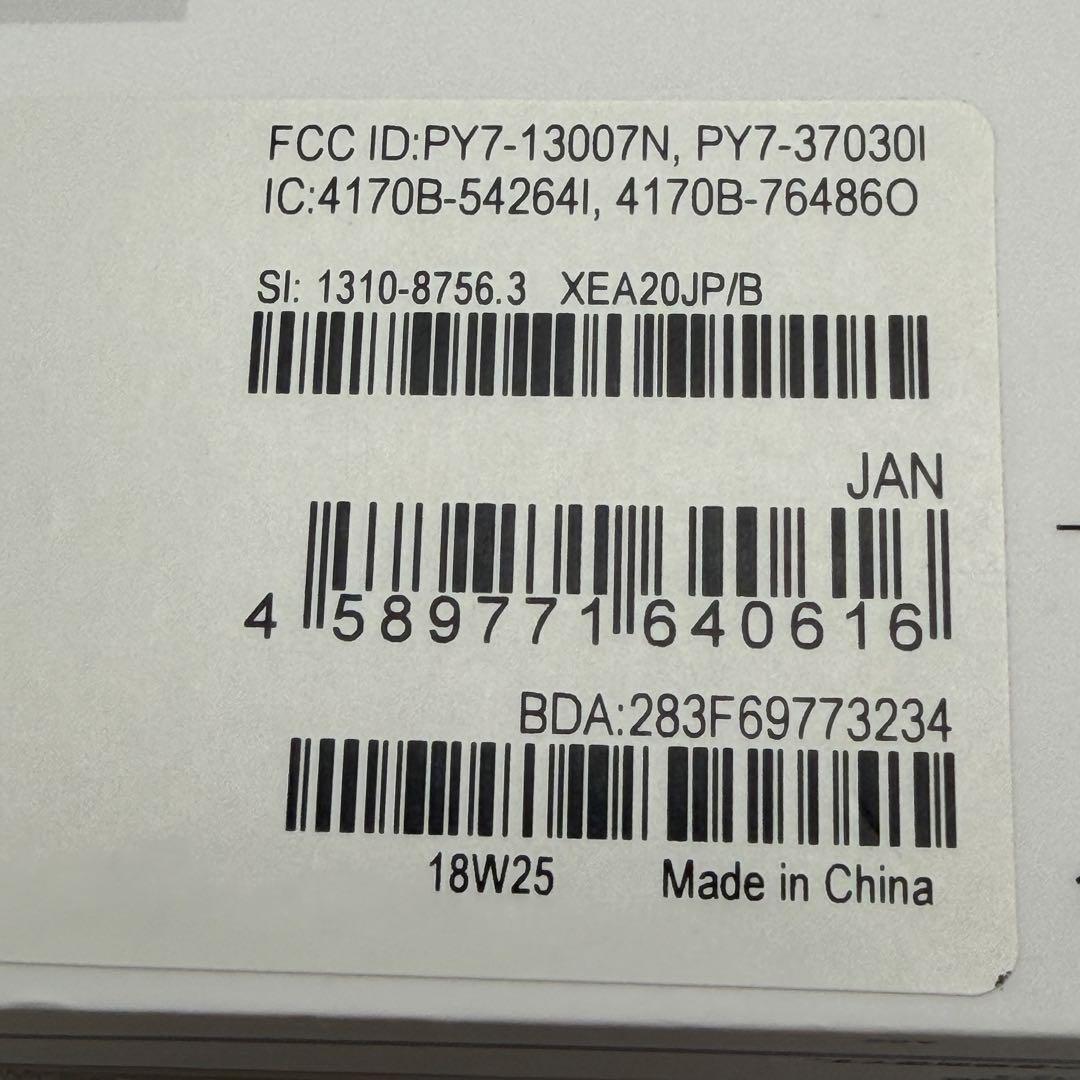 FCC ID:PY7-13007N, PY7-37030I
IC:4170B-54264I, 4170B-76486O
SI: 1310-8756.3 XEA20JP/B
JAN
4 589771 640616
BDA:283F69773234
18W25 Made in China